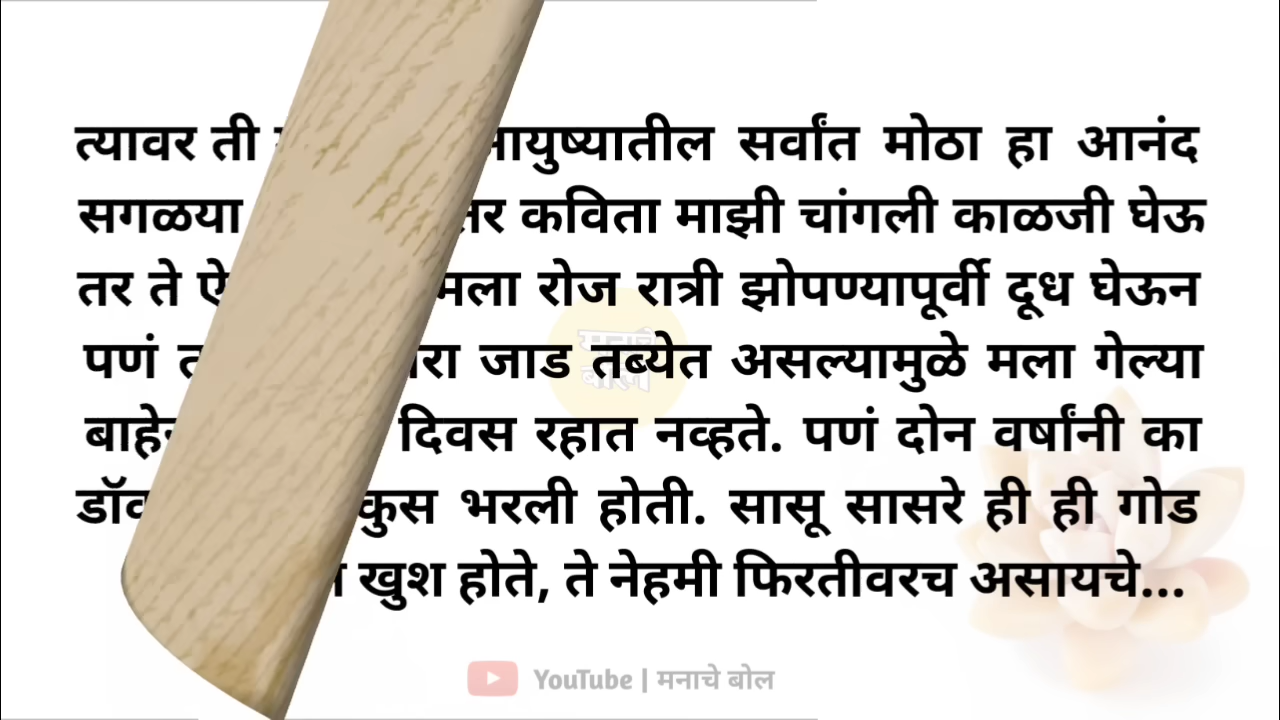 त्यावर ती आयुष्यातील सर्वांत मोठा हा आनंद
सगळया कविता माझी चांगली काळजी घेऊ
तर ते मला रोज रात्री झोपण्यापूर्वी दूध घेऊन
पणं जाड तब्येत असल्यामुळे मला गेल्या
दिवस रहात नव्हते. पणं दोन वर्षांनी का
कुस भरली होती. सासू सासरे ही ही गोड
खुश होते, ते नेहमी फिरतीवरच असायचे...
मनाचे
बोल
YouTube | मनाचे बोल